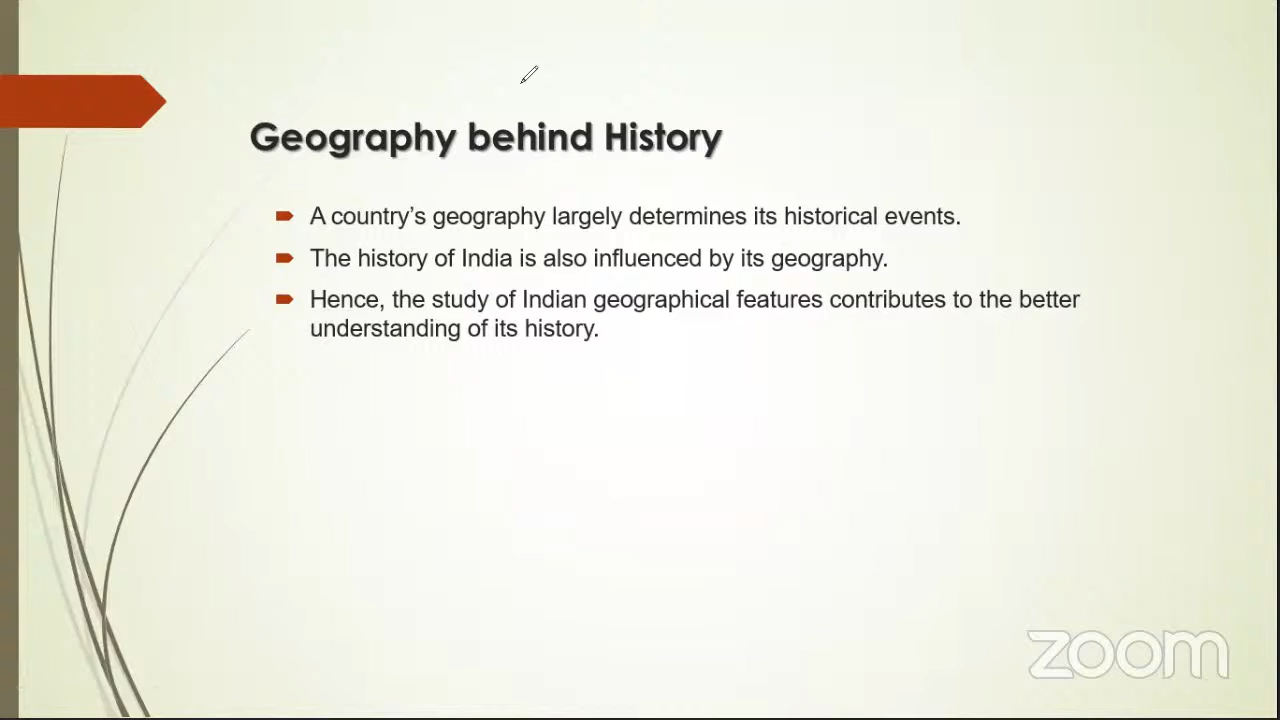 Geography behind History
A country’s geography largely determines its historical events.
The history of India is also influenced by its geography.
Hence, the study of Indian geographical features contributes to the better
understanding of its history.
zoom